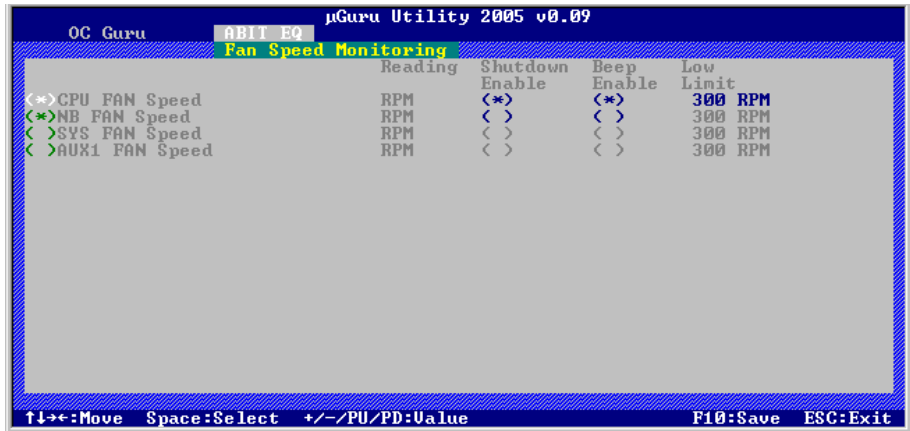 µGuru Utility 2005 v0.09
OC Guru ABIT EQ
Fan Speed Monitoring
Reading Shutdown Beep Low
Enable Enable Limit
(*)CPU FAN Speed RPM (*) (*) 300 RPM
(*)NB FAN Speed RPM ( ) ( ) 300 RPM
( )SYS FAN Speed RPM ( ) ( ) 300 RPM
( )AUX1 FAN Speed RPM ( ) ( ) 300 RPM
↑↓→←:Move Space:Select +/-/PU/PD:Value F10:Save ESC:Exit